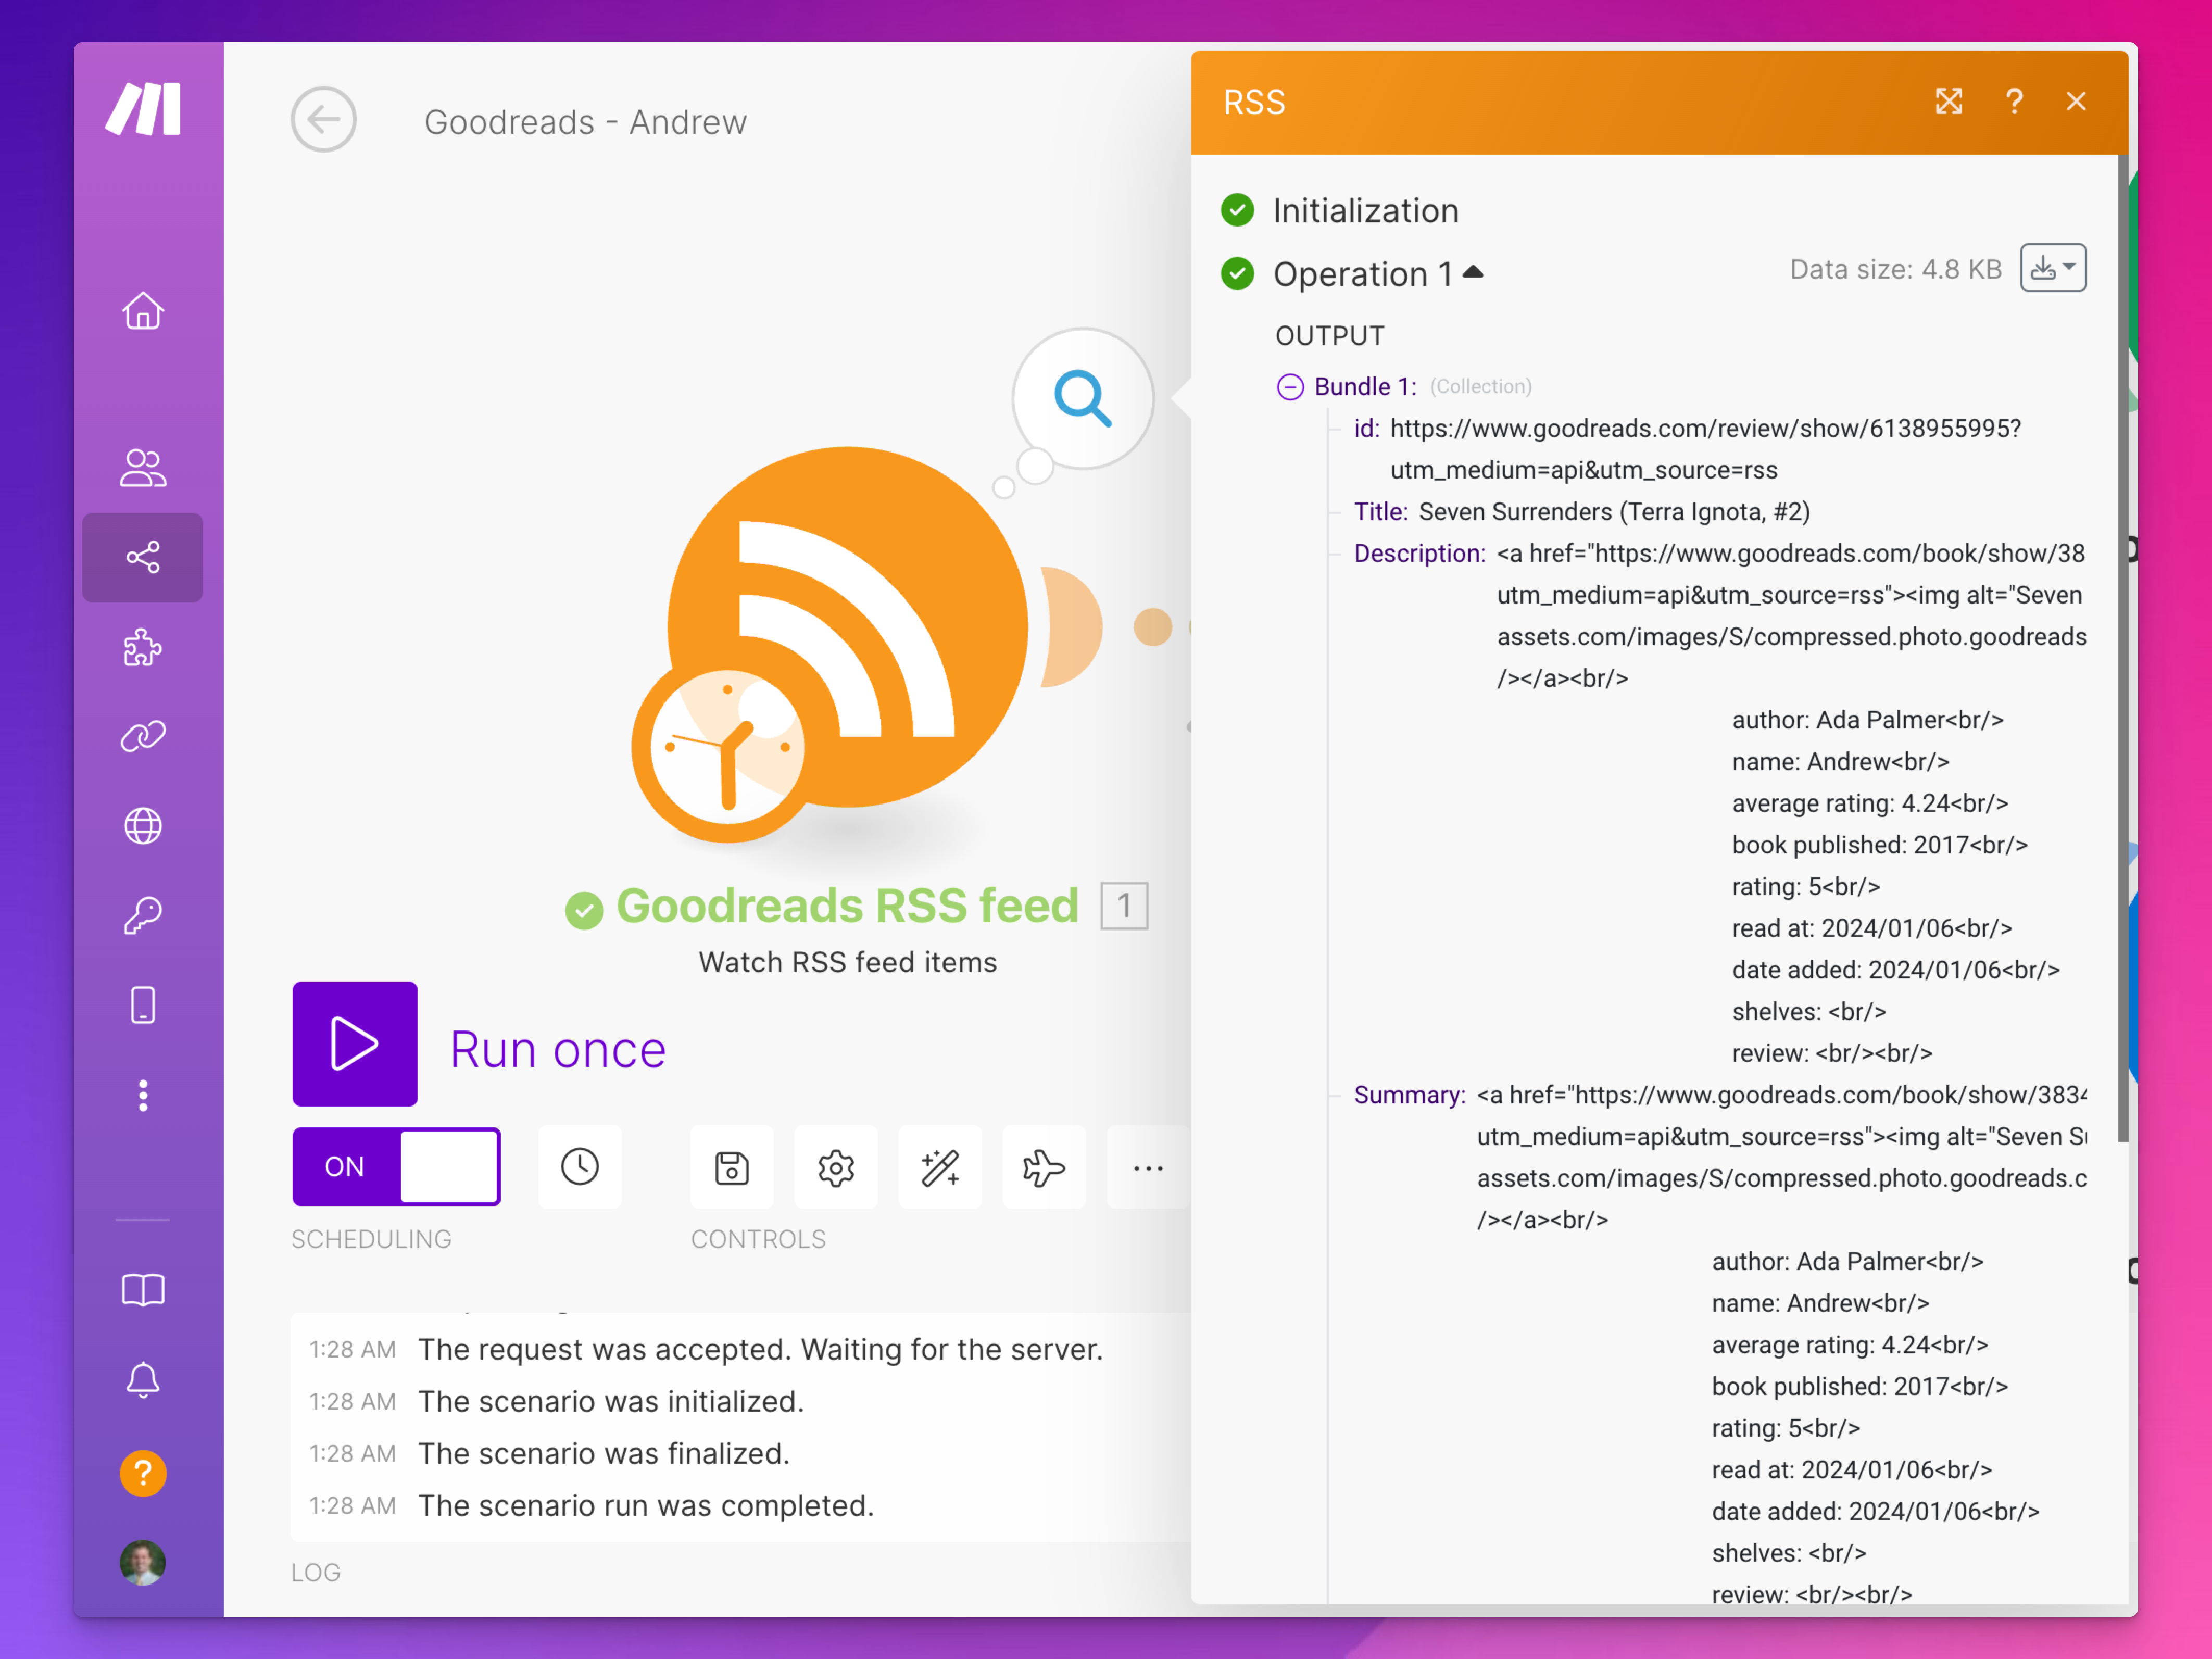 Goodreads - Andrew
Goodreads RSS feed 1
Watch RSS feed items
Run once
ON
SCHEDULING
CONTROLS
1:28 AM The request was accepted. Waiting for the server.
1:28 AM The scenario was initialized.
1:28 AM The scenario was finalized.
1:28 AM The scenario run was completed.
LOG
RSS
?
Initialization
Operation 1
Data size: 4.8 KB
OUTPUT
Bundle 1: (Collection)
id: https://www.goodreads.com/review/show/6138955995?
utm_medium=api&utm_source=rss
Title: Seven Surrenders (Terra Ignota, #2)
Description: <a href="https://www.goodreads.com/book/show/38
utm_medium=api&utm_source=rss"><img alt="Seven
assets.com/images/S/compressed.photo.goodreads
/></a><br/>
author: Ada Palmer<br/>
name: Andrew<br/>
average rating: 4.24<br/>
book published: 2017<br/>
rating: 5<br/>
read at: 2024/01/06<br/>
date added: 2024/01/06<br/>
shelves: <br/>
review: <br/><br/>
Summary: <a href="https://www.goodreads.com/book/show/3834
utm_medium=api&utm_source=rss"><img alt="Seven S
assets.com/images/S/compressed.photo.goodreads.c
/></a><br/>
author: Ada Palmer<br/>
name: Andrew<br/>
average rating: 4.24<br/>
book published: 2017<br/>
rating: 5<br/>
read at: 2024/01/06<br/>
date added: 2024/01/06<br/>
shelves: <br/>
review: <br/><br/>
?